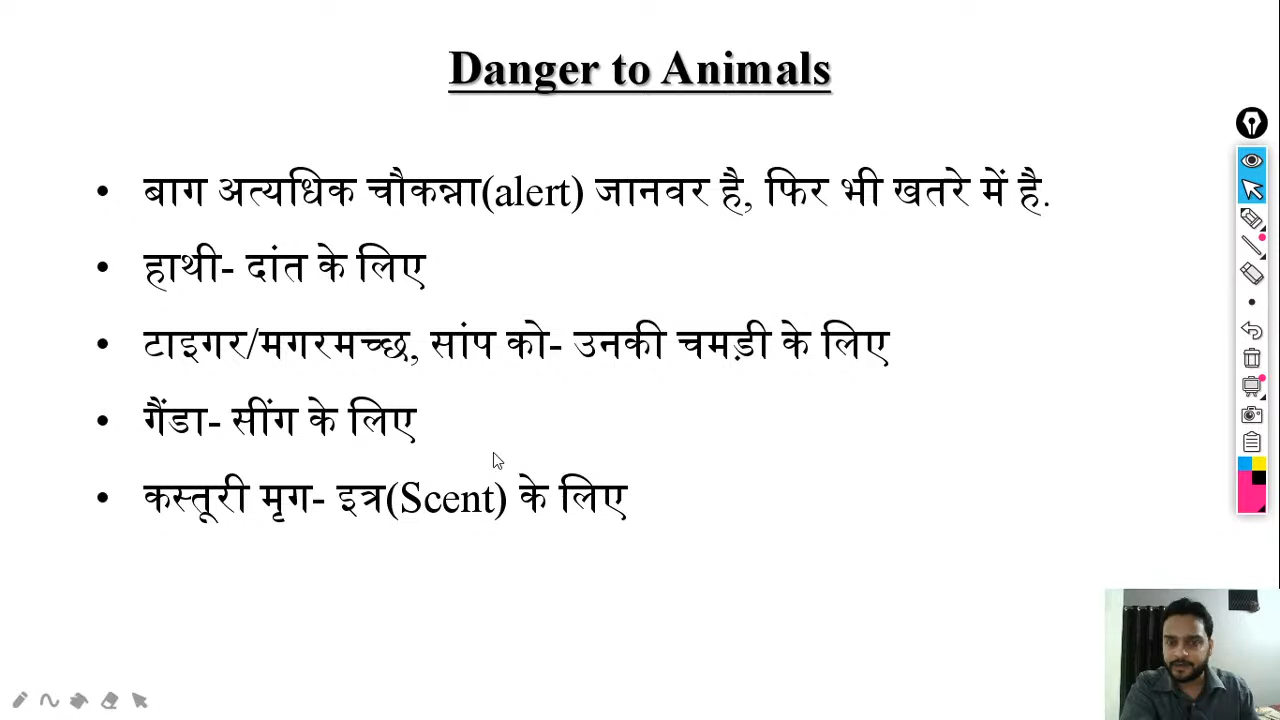 Danger to Animals
• बाग अत्यधिक चौकन्ना(alert) जानवर है, फिर भी खतरे में है.
• हाथी- दांत के लिए
• टाइगर/मगरमच्छ, सांप को- उनकी चमड़ी के लिए
• गैंडा- सींग के लिए
• कस्तूरी मृग- इत्र(Scent) के लिए